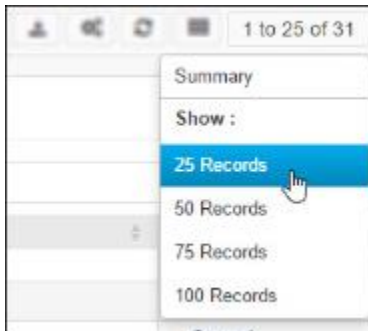 1 to 25 of 31
Summary
Show :
25 Records
50 Records
75 Records
100 Records